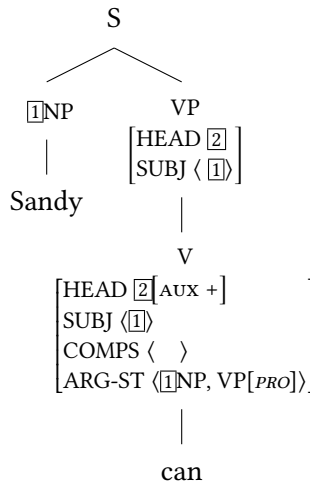 S
1NP VP
[HEAD 2
SUBJ ⟨ 1⟩]
Sandy
V
[HEAD 2[AUX +]
SUBJ ⟨1⟩
COMPS ⟨ ⟩
ARG-ST ⟨1NP, VP[PRO]⟩]
can